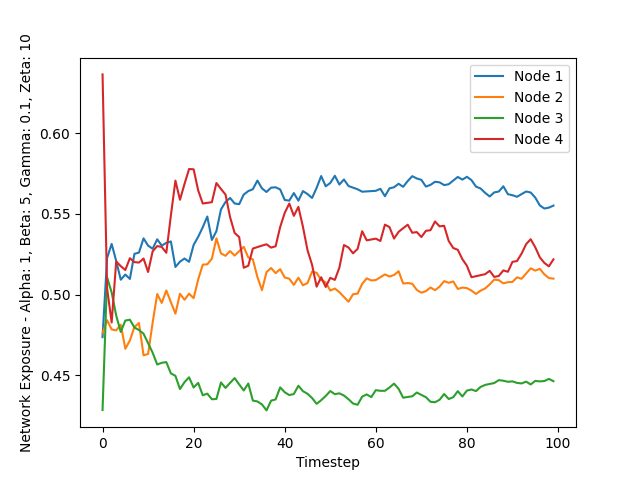 Network Exposure - Alpha: 1, Beta: 5, Gamma: 0.1, Zeta: 10
0.60
0.55
0.50
0.45
Node 1
Node 2
Node 3
Node 4
0 20 40 60 80 100
Timestep